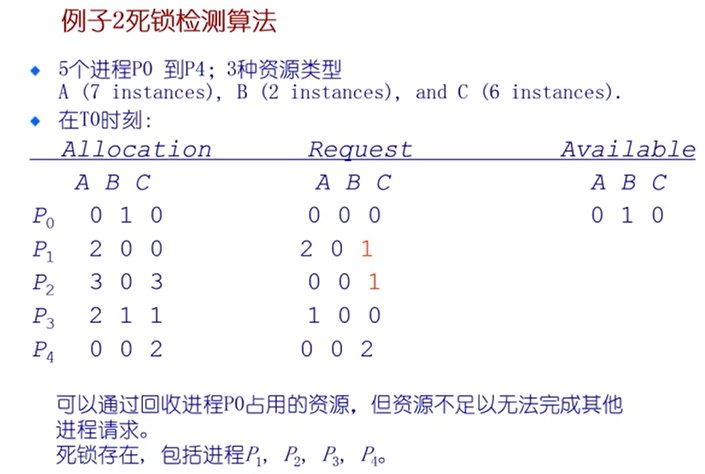 例子2死锁检测算法
5个进程P0 到P4; 3种资源类型
A (7 instances), B (2 instances), and C (6 instances).
在T0时刻:
Allocation Request Available
A B C A B C A B C
P0 0 1 0 0 0 0 0 1 0
P1 2 0 0 2 0 1
P2 3 0 3 0 0 1
P3 2 1 1 1 0 0
P4 0 0 2 0 0 2
可以通过回收进程P0占用的资源，但资源不足以无法完成其他
进程请求。
死锁存在，包括进程P1, P2, P3, P4。